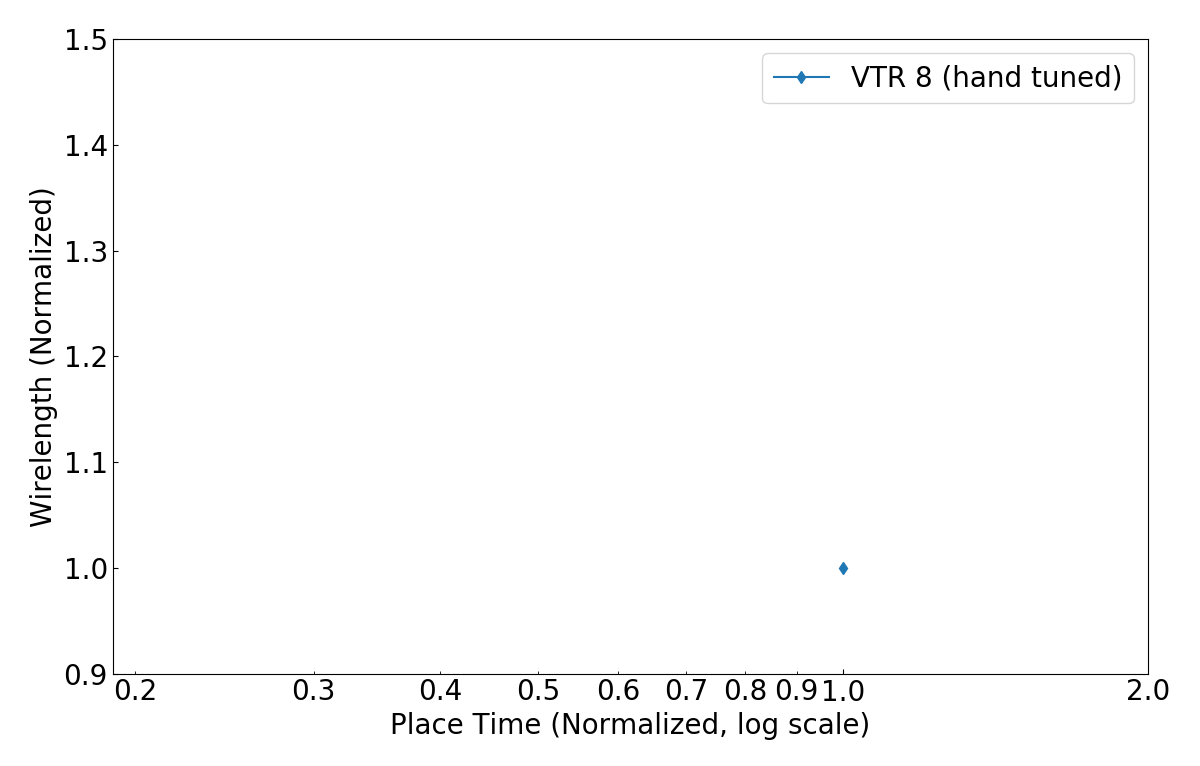 1.5
VTR 8 (hand tuned)
1.4
1.3
1.2
1.1
1.0
0.9
Wirelength (Normalized)
0.2 0.3 0.4 0.5 0.6 0.7 0.8 0.9 1.0 2.0
Place Time (Normalized, log scale)